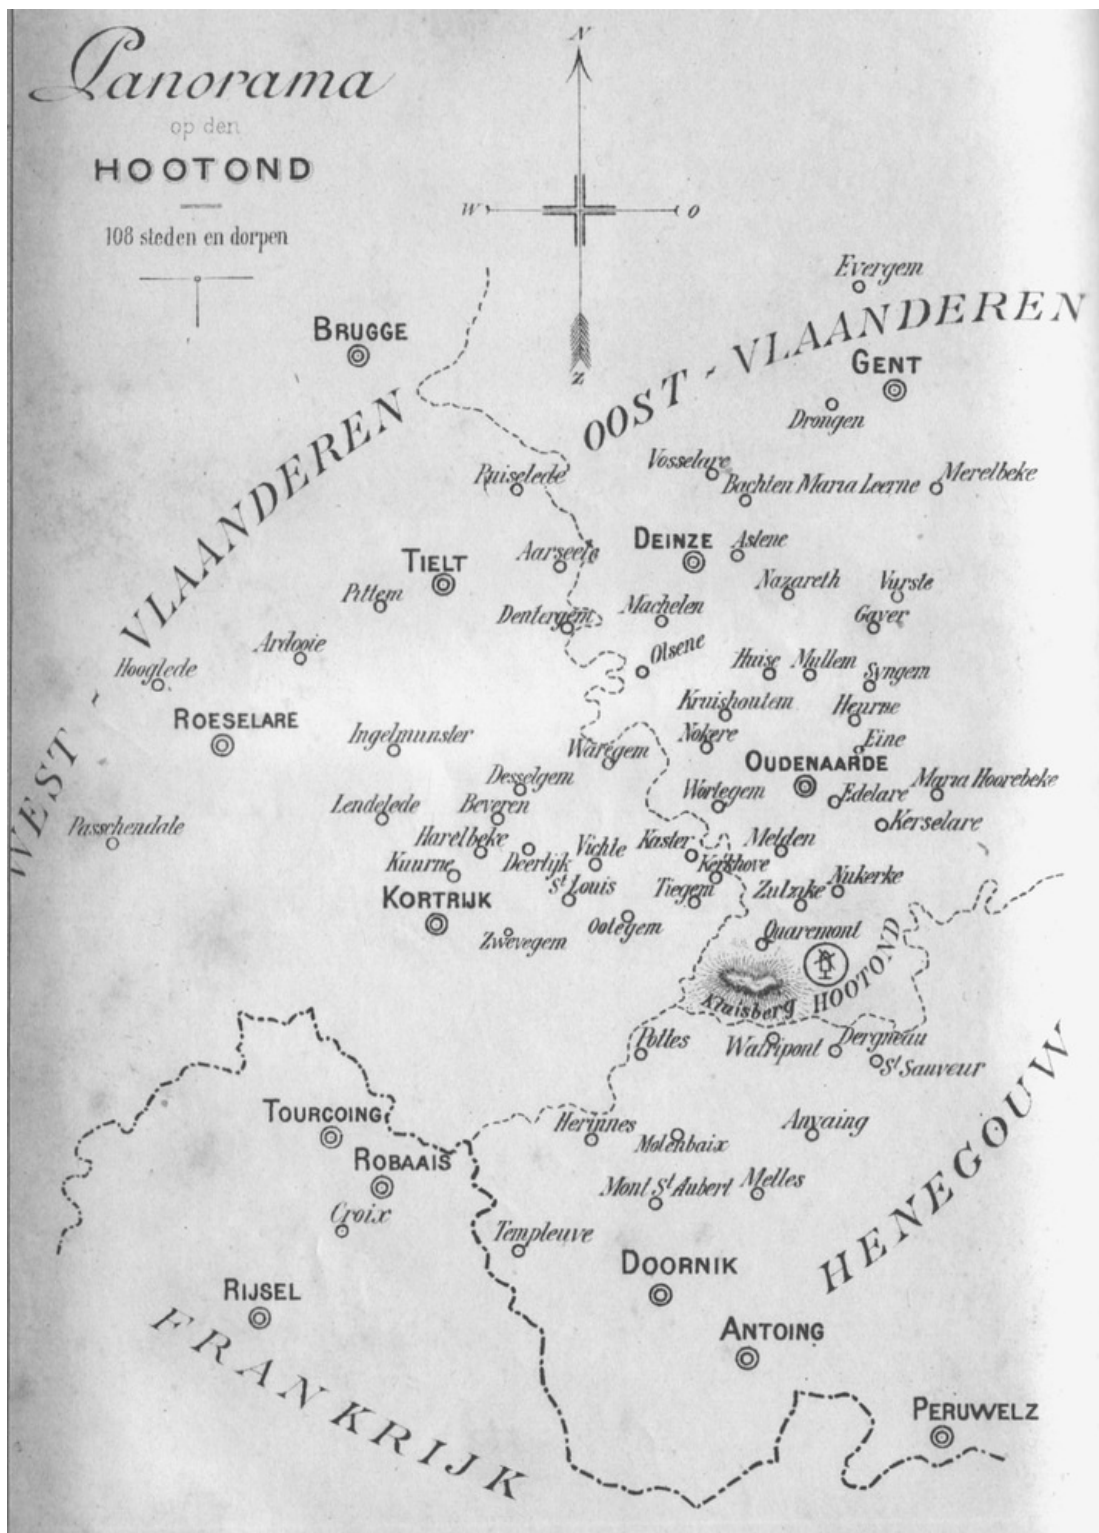 Panorama
op den
HOOTOND
108 steden en dorpen
N
W
O
Z
Evergem
BRUGGE
OOST - VLAANDEREN
GENT
Drongen
WEST - VLAANDEREN
Vosselare
Ruiselede
Bachten Maria Leerne
Merelbeke
DEINZE
Astene
Aarseele
TIELT
Pittem
Nazareth
Vurste
Dentergem
Machelen
Gaver
Ardooie
Olsene
Hooglede
Huise
Mullem
Syngem
ROESELARE
Kruishoutem
Heurne
Ingelmunster
Nokere
Eine
Waregem
OUDENAARDE
Desselgem
Maria Hoorebeke
Lendelede
Beveren
Wortegem
Edelare
Passchendale
Kerselare
Harelbeke
Deerlijk
Vichte
Kaster
Melden
Kuurne
Kerkhove
St Louis
Tiegem
Zulzeke
Nukerke
KORTRIJK
Zwevegem
Ootegem
Quaremont
Kluisberg
HOOTOND
Pottes
Watripont
Dergneau
St Sauveur
TOURCOING
Herinnes
Molenbaix
Anvaing
ROBAAIS
Mont St Aubert
Melles
Croix
Templeuve
HENEGOUW
DOORNIK
RIJSEL
ANTOING
FRANKRIJK
PERUWELZ